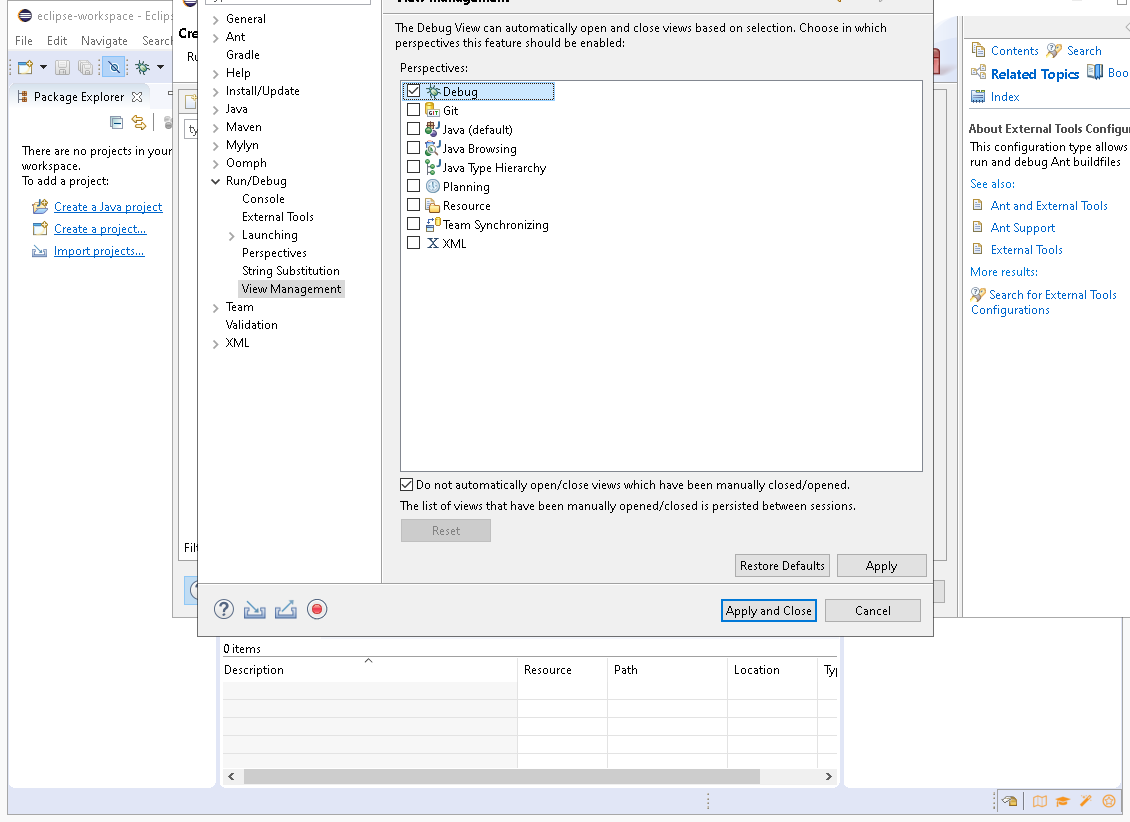 eclipse-workspace - Eclips
File Edit Navigate Search
Package Explorer
There are no projects in your
workspace.
To add a project:
Create a Java project
Create a project...
Import projects...
Cre
Ru
ty
Filt
General
Ant
Gradle
Help
Install/Update
Java
Maven
Mylyn
Oomph
Run/Debug
Console
External Tools
Launching
Perspectives
String Substitution
View Management
Team
Validation
XML
View Management
The Debug View can automatically open and close views based on selection. Choose in which
perspectives this feature should be enabled:
Perspectives:
Debug
Git
Java (default)
Java Browsing
Java Type Hierarchy
Planning
Resource
Team Synchronizing
XML
Do not automatically open/close views which have been manually closed/opened.
The list of views that have been manually opened/closed is persisted between sessions.
Reset
Restore Defaults Apply
Apply and Close Cancel
Contents Search
Related Topics Boo
Index
About External Tools Configur
This configuration type allows
run and debug Ant buildfiles
See also:
Ant and External Tools
Ant Support
External Tools
More results:
Search for External Tools
Configurations
0 items
Description Resource Path Location Typ